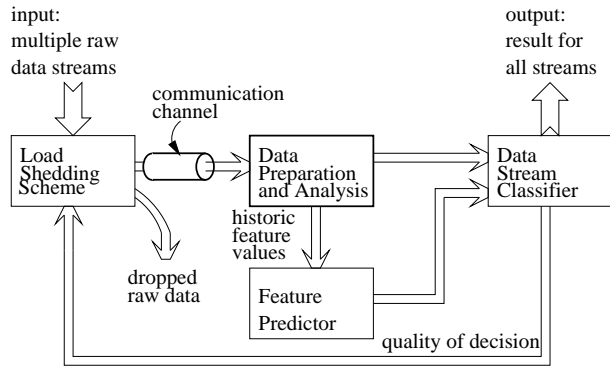 input:
multiple raw
data streams
output:
result for
all streams
communication
channel
Load
Shedding
Scheme
Data
Preparation
and Analysis
Data
Stream
Classifier
historic
feature
values
dropped
raw data
Feature
Predictor
quality of decision